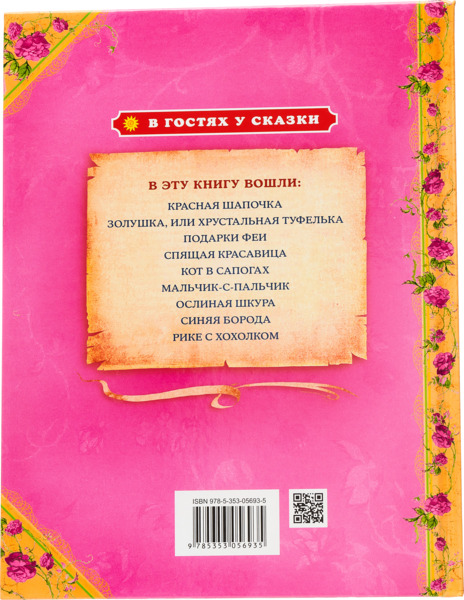 В ГОСТЯХ У СКАЗКИ
В ЭТУ КНИГУ ВОШЛИ:
КРАСНАЯ ШАПОЧКА
ЗОЛУШКА, ИЛИ ХРУСТАЛЬНАЯ ТУФЕЛЬКА
ПОДАРКИ ФЕИ
СПЯЩАЯ КРАСАВИЦА
КОТ В САПОГАХ
МАЛЬЧИК-С-ПАЛЬЧИК
ОСЛИНАЯ ШКУРА
СИНЯЯ БОРОДА
РИКЕ С ХОХОЛКОМ
ISBN 978-5-353-05693-5
9 785353 056935